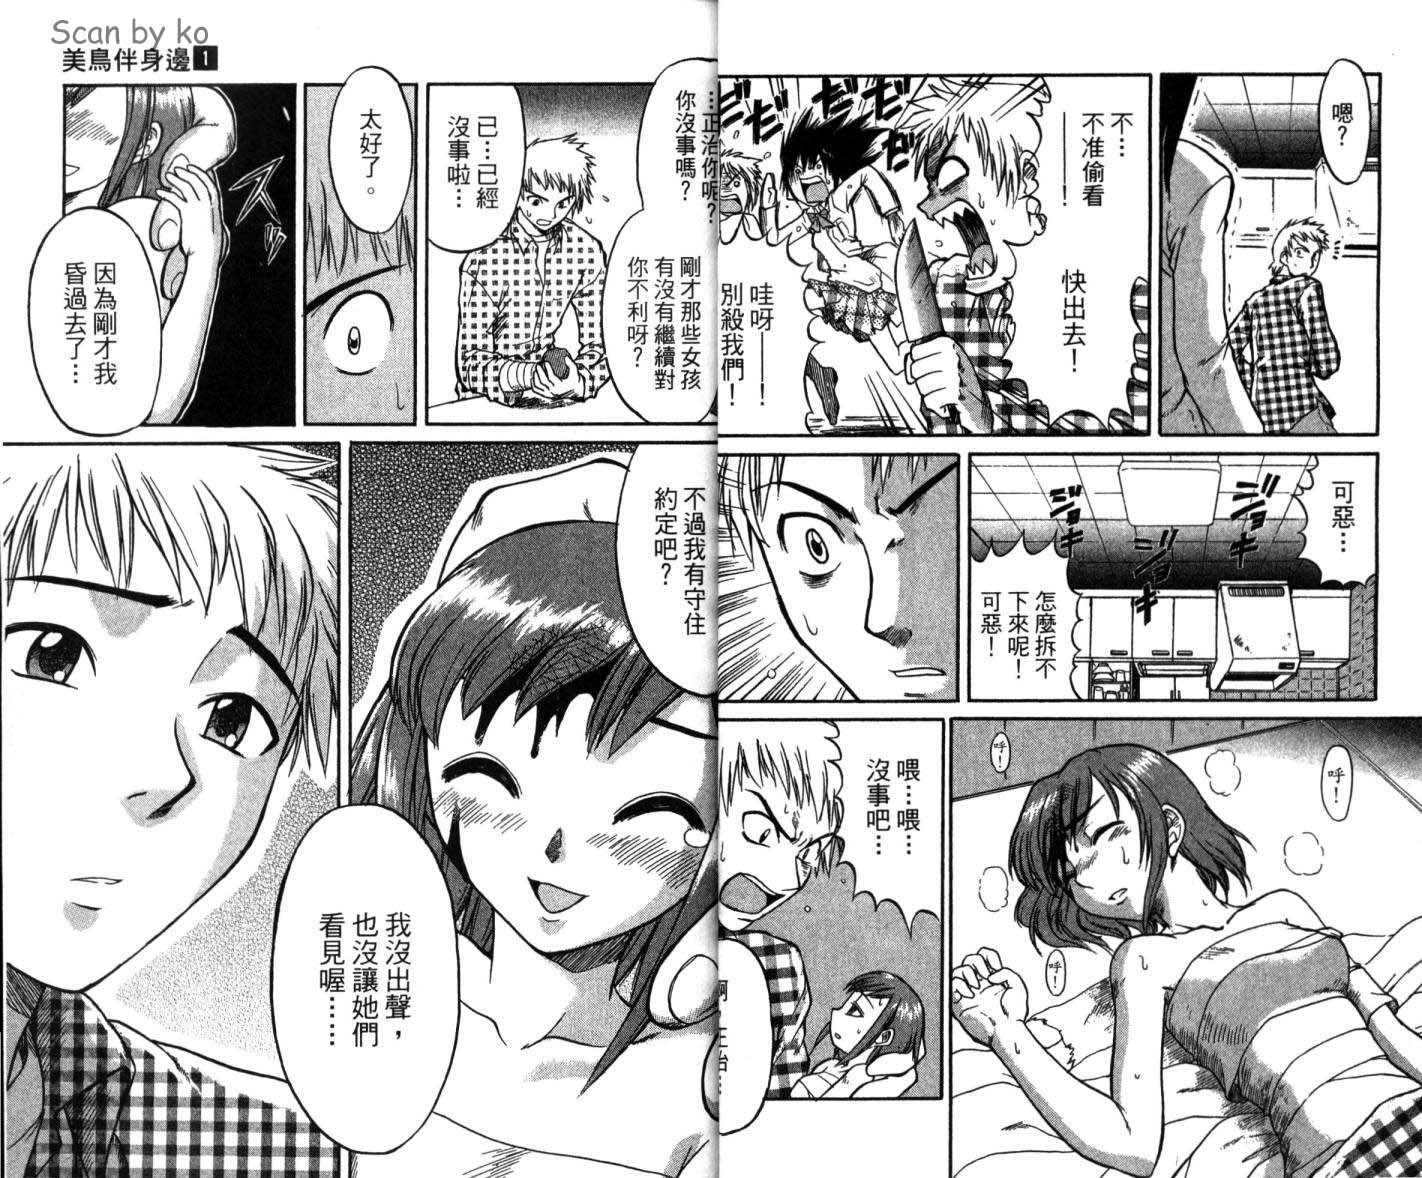 Scan by ko
美鳥伴身邊 1
嗯？
不…
不准偷看
——！
快出去！
哇呀——！
別殺我們！
可惡…
怎麼拆不
下來呢！
可惡！
呼！
呼！
呼！
喂…喂…
沒事吧…
啊
正治…
…正治你呢？
你沒事嗎？
剛才那些女孩
有沒有繼續對
你不利呀？
已…已經
沒事啦…
太好了。
因為剛才我
昏過去了…
不過我有守住
約定吧？
我沒出聲，
也沒讓她們
看見喔……